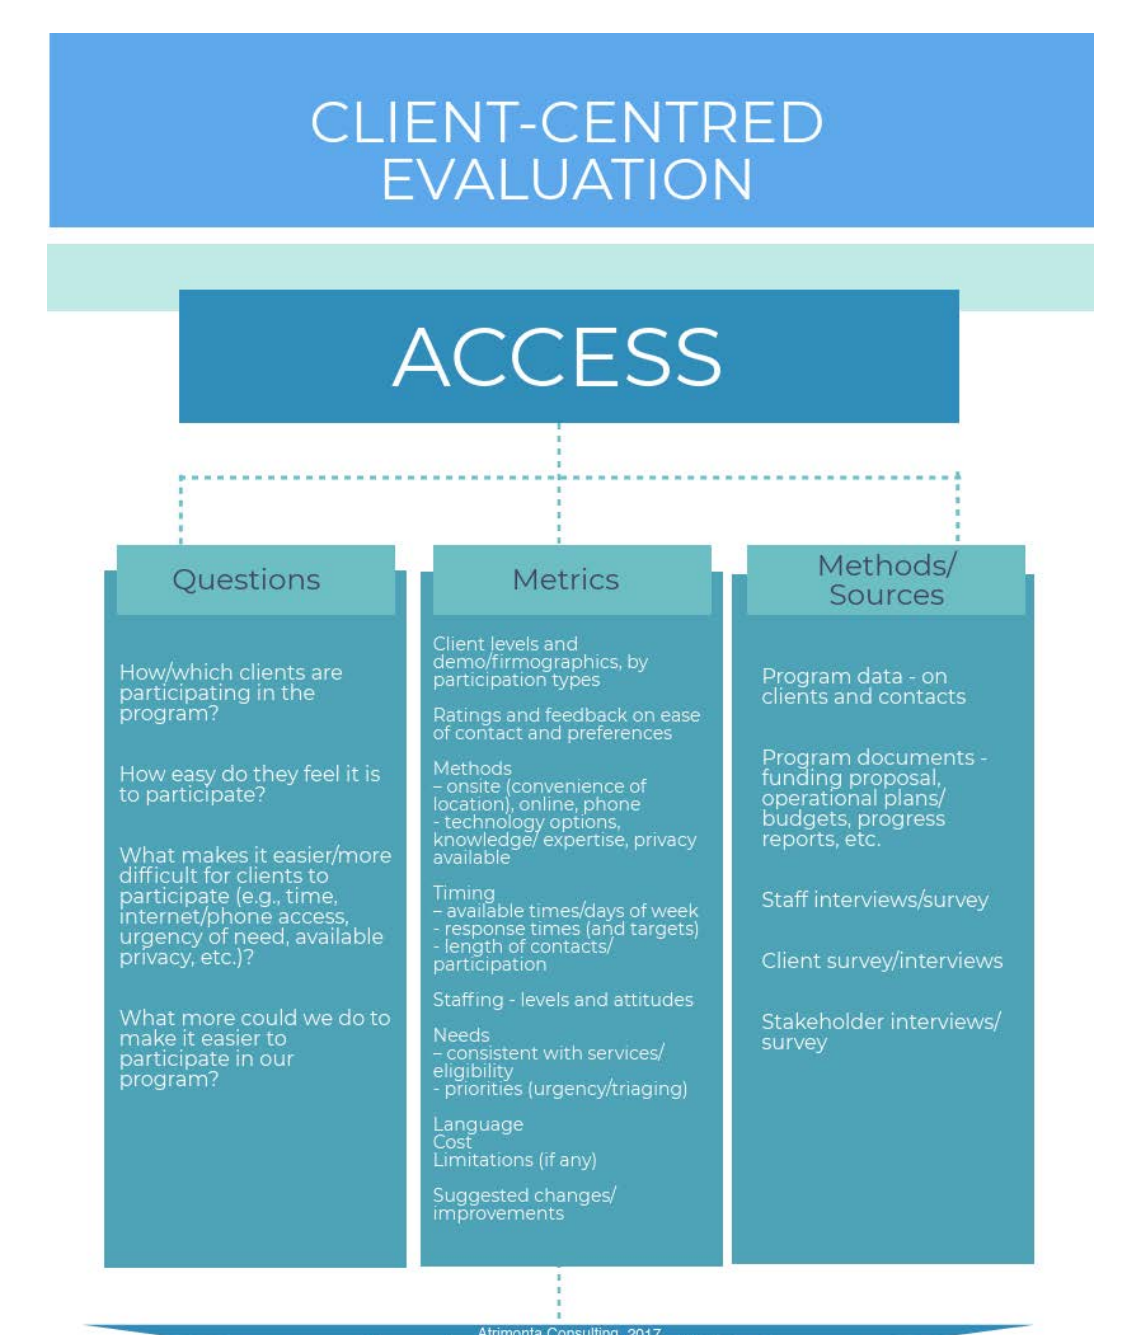 CLIENT-CENTRED
EVALUATION
ACCESS
Questions
How/which clients are
participating in the
program?
How easy do they feel it is
to participate?
What makes it easier/more
difficult for clients to
participate (e.g., time,
internet/phone access,
urgency of need, available
privacy, etc.)?
What more could we do to
make it easier to
participate in our
program?
Metrics
Client levels and
demo/firmographics, by
participation types
Ratings and feedback on ease
of contact and preferences
Methods
– onsite (convenience of
location), online, phone
- technology options,
knowledge/ expertise, privacy
available
Timing
– available times/days of week
- response times (and targets)
- length of contacts/
participation
Staffing - levels and attitudes
Needs
– consistent with services/
eligibility
- priorities (urgency/triaging)
Language
Cost
Limitations (if any)
Suggested changes/
improvements
Methods/
Sources
Program data - on
clients and contacts
Program documents -
funding proposal,
operational plans/
budgets, progress
reports, etc.
Staff interviews/survey
Client survey/interviews
Stakeholder interviews/
survey
Atrimonta Consulting, 2017